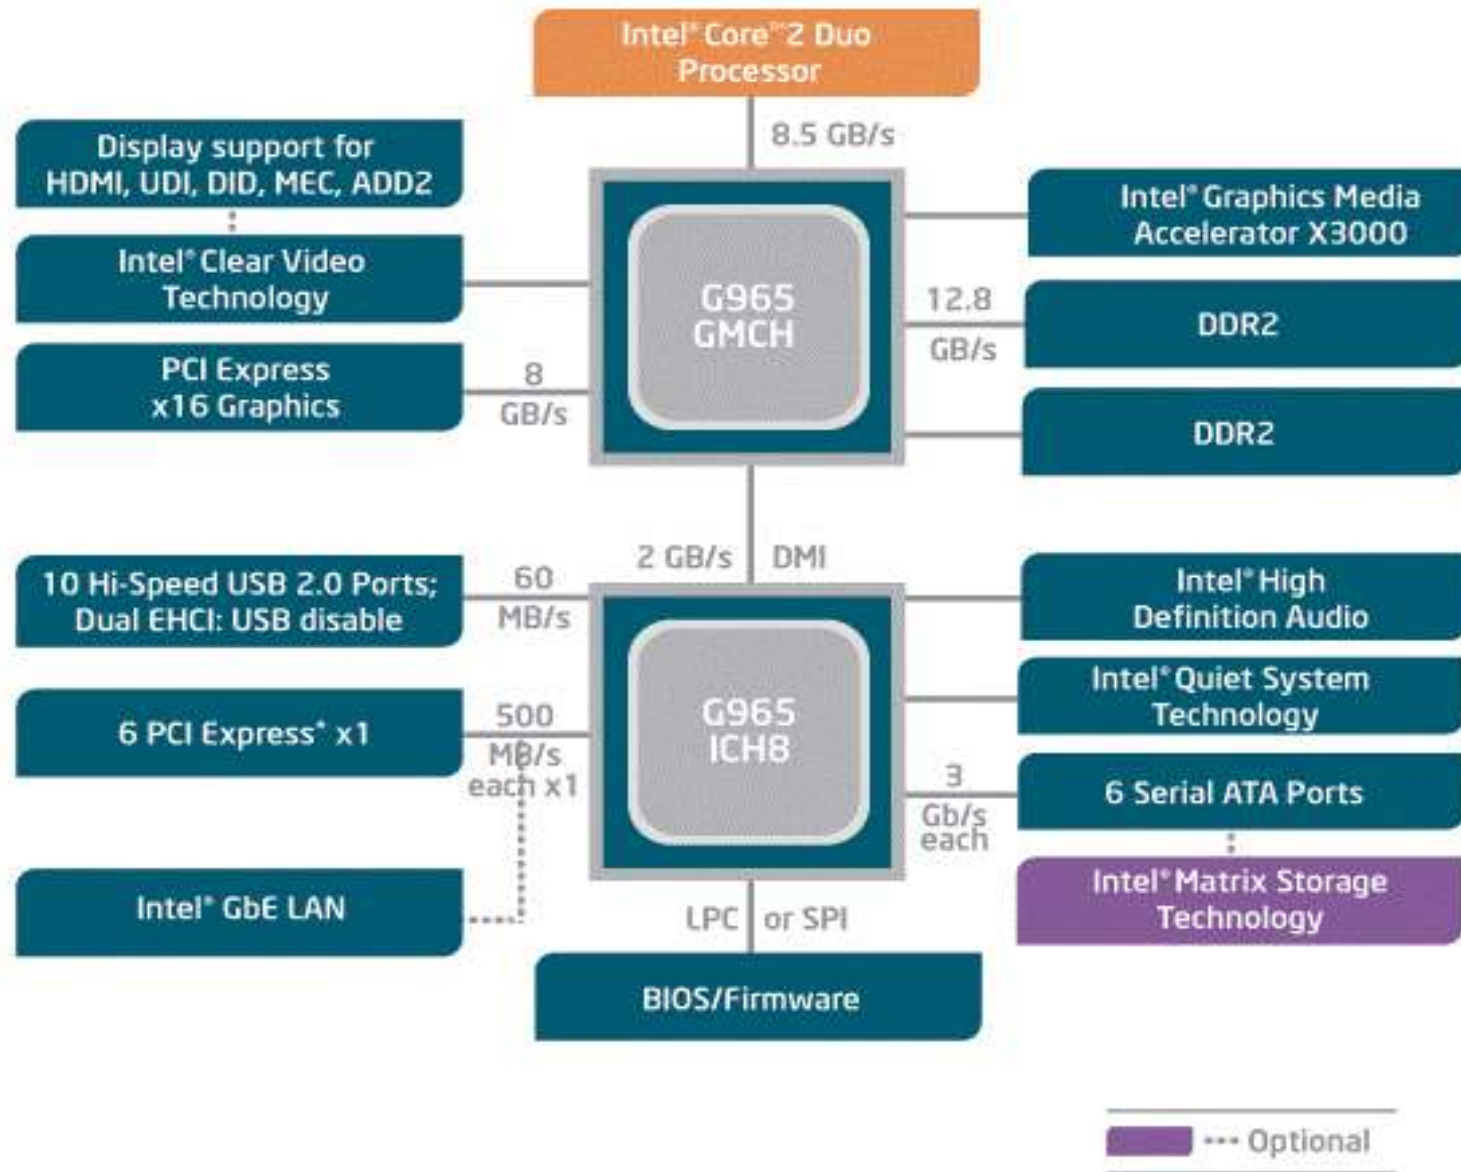 Intel® Core™2 Duo
Processor
8.5 GB/s
Display support for
HDMI, UDI, DID, MEC, ADD2
Intel® Clear Video
Technology
PCI Express
x16 Graphics
8
GB/s
G965
GMCH
Intel® Graphics Media
Accelerator X3000
12.8
GB/s
DDR2
DDR2
2 GB/s DMI
10 Hi-Speed USB 2.0 Ports;
Dual EHCI: USB disable
60
MB/s
6 PCI Express* x1
500
MB/s
each x1
Intel® GbE LAN
G965
ICH8
Intel® High
Definition Audio
Intel® Quiet System
Technology
3
Gb/s
each
6 Serial ATA Ports
Intel® Matrix Storage
Technology
LPC or SPI
BIOS/Firmware
Optional